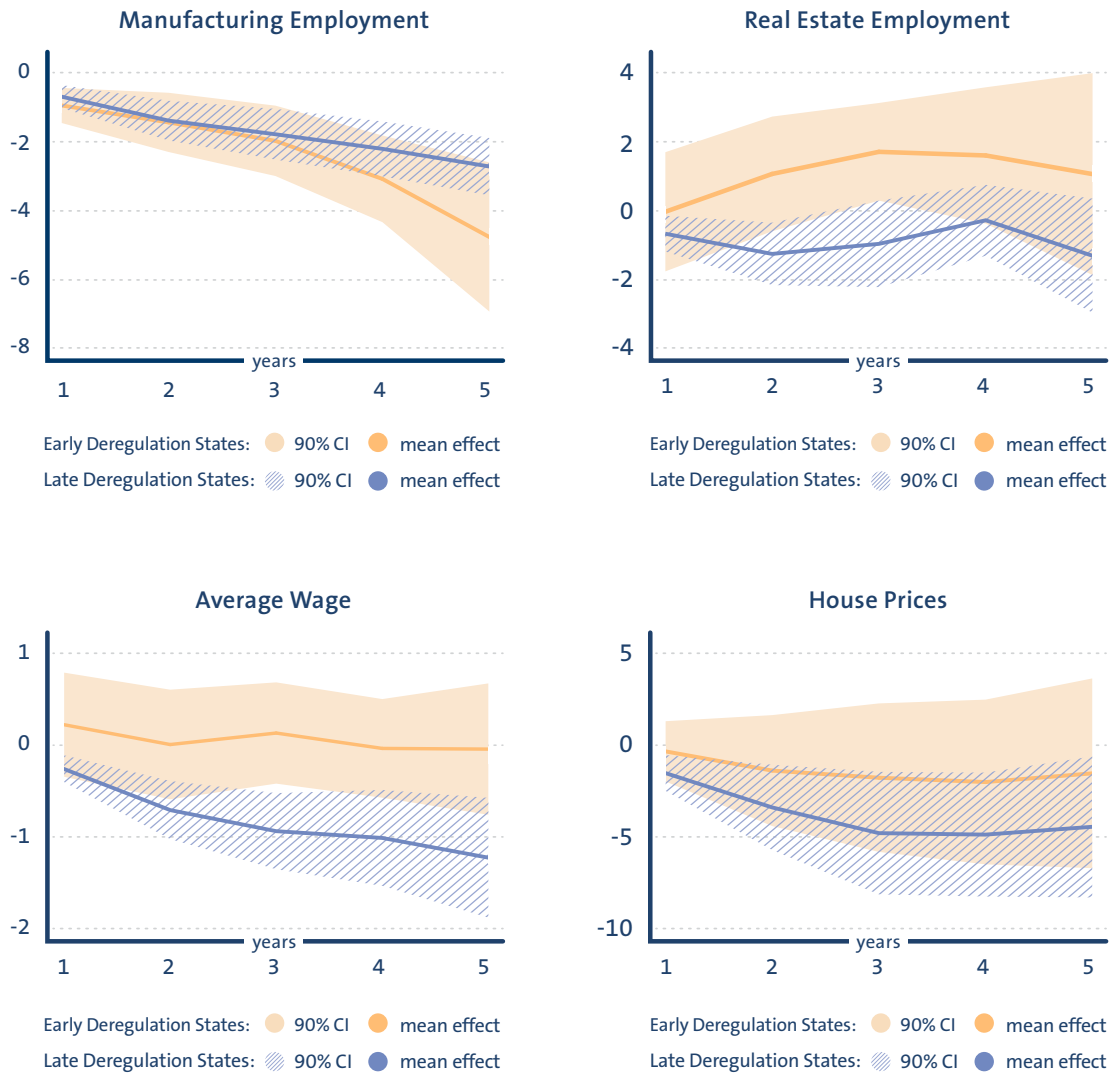 Manufacturing Employment
0
-2
-4
-6
-8
years
1 2 3 4 5
Early Deregulation States: 90% CI mean effect
Late Deregulation States: 90% CI mean effect
Real Estate Employment
4
2
0
-2
-4
years
1 2 3 4 5
Early Deregulation States: 90% CI mean effect
Late Deregulation States: 90% CI mean effect
Average Wage
1
0
-1
-2
years
1 2 3 4 5
Early Deregulation States: 90% CI mean effect
Late Deregulation States: 90% CI mean effect
House Prices
5
0
-5
-10
years
1 2 3 4 5
Early Deregulation States: 90% CI mean effect
Late Deregulation States: 90% CI mean effect